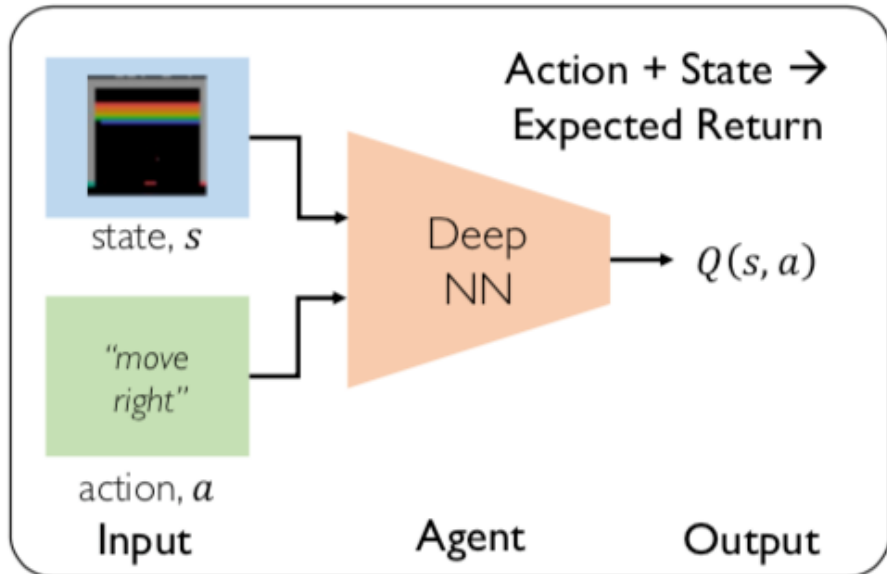 Action + State →
Expected Return
state, s
Deep
NN
Q(s, a)
"move
right"
action, a
Input
Agent
Output